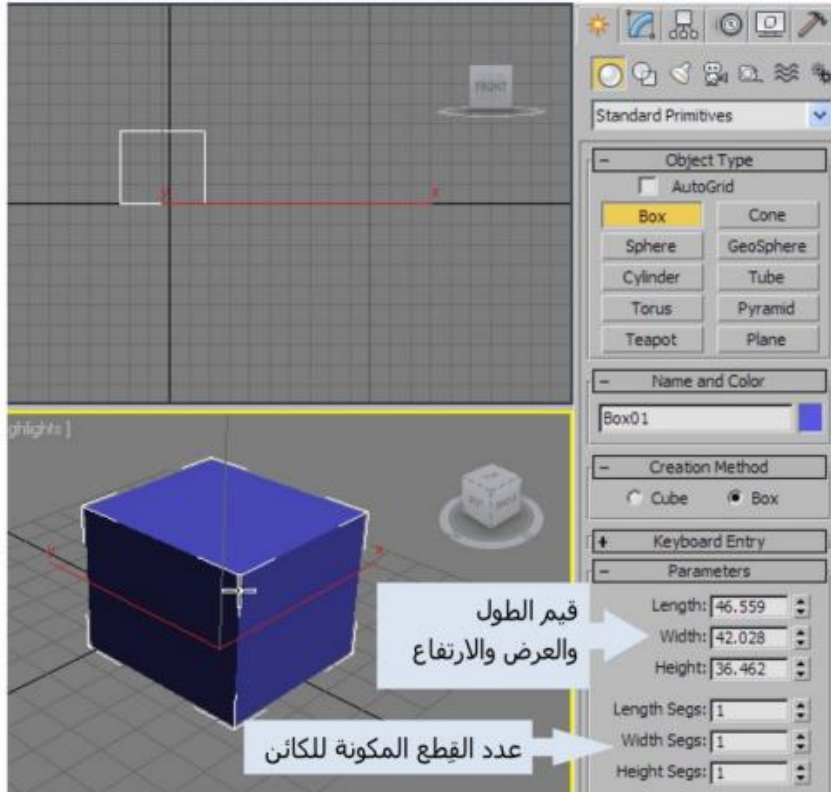 FRONT
Standard Primitives
- Object Type
AutoGrid
Box Cone
Sphere GeoSphere
Cylinder Tube
Torus Pyramid
Teapot Plane
- Name and Color
Box01
- Creation Method
Cube Box
+ Keyboard Entry
- Parameters
Length: 46.559
Width: 42.028
Height: 36.462
Length Segs: 1
Width Segs: 1
Height Segs: 1
ghlights ]
قيم الطول
والعرض والارتفاع
عدد القِطع المكونة للكائن